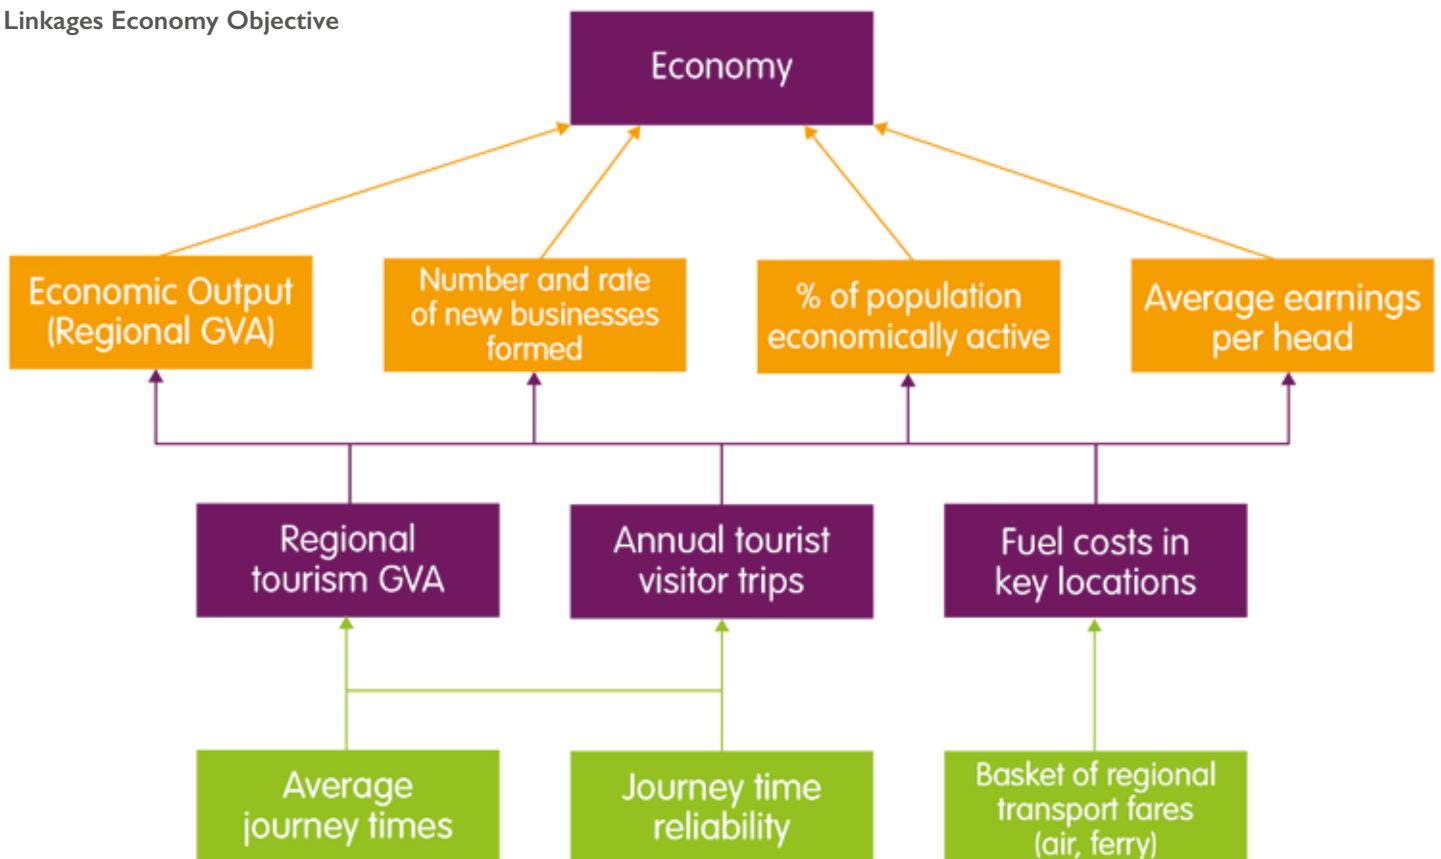 Linkages Economy Objective
Economy
Economic Output
(Regional GVA)
Number and rate
of new businesses
formed
% of population
economically active
Average earnings
per head
Regional
tourism GVA
Annual tourist
visitor trips
Fuel costs in
key locations
Average
journey times
Journey time
reliability
Basket of regional
transport fares
(air, ferry)